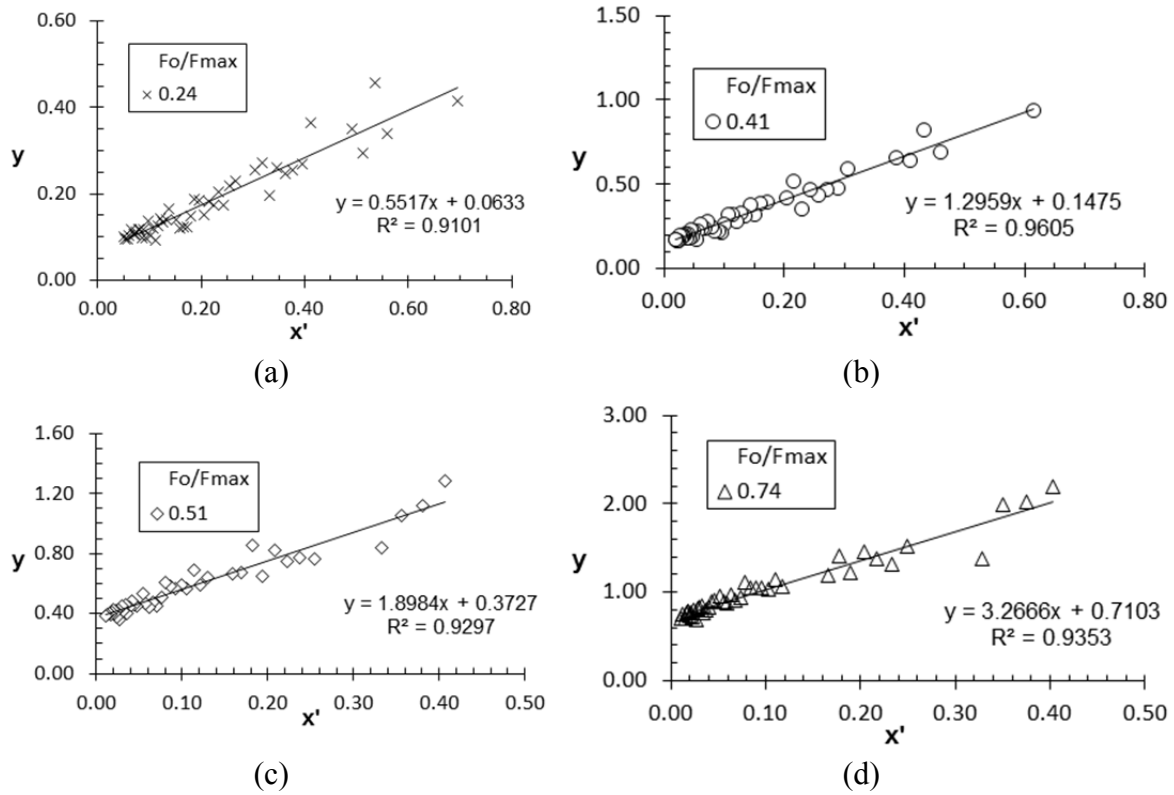 0.60
0.40
0.20
0.00
y
Fo/Fmax
0.24
y = 0.5517x + 0.0633
R² = 0.9101
0.00 0.20 0.40 0.60 0.80
x'
(a)
1.50
1.00
0.50
0.00
y
Fo/Fmax
0.41
y = 1.2959x + 0.1475
R² = 0.9605
0.00 0.20 0.40 0.60 0.80
x'
(b)
1.60
1.20
0.80
0.40
0.00
y
Fo/Fmax
0.51
y = 1.8984x + 0.3727
R² = 0.9297
0.00 0.10 0.20 0.30 0.40 0.50
x'
(c)
3.00
2.00
1.00
0.00
y
Fo/Fmax
0.74
y = 3.2666x + 0.7103
R² = 0.9353
0.00 0.10 0.20 0.30 0.40 0.50
x'
(d)